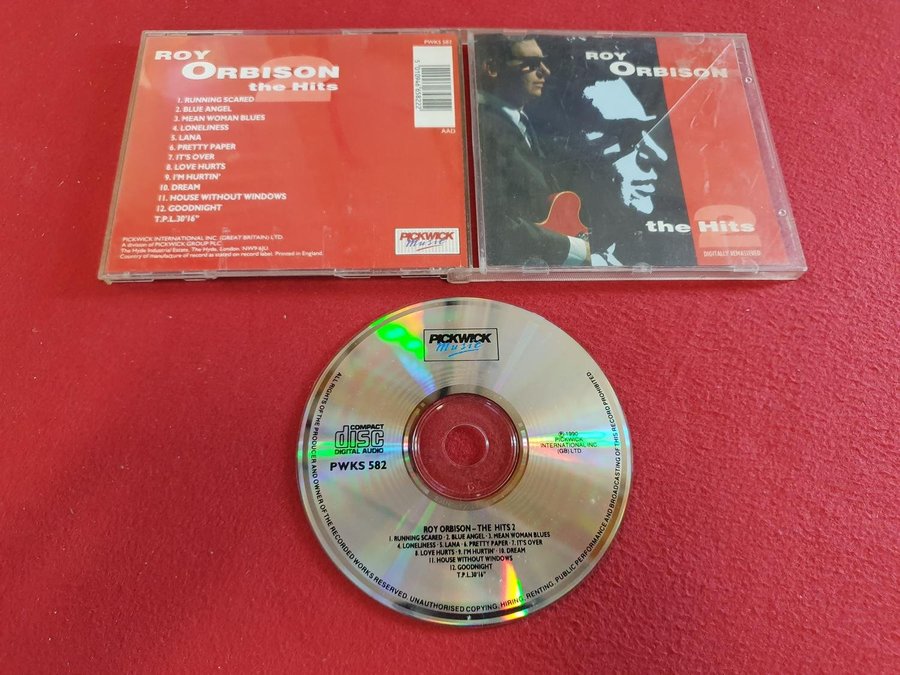 PWKS 582
ROY
ORBISON
2
the Hits
1. RUNNING SCARED
2. BLUE ANGEL
3. MEAN WOMAN BLUES
4. LONELINESS
5. LANA
6. PRETTY PAPER
7. IT'S OVER
8. LOVE HURTS
9. I'M HURTIN'
10. DREAM
11. HOUSE WITHOUT WINDOWS
12. GOODNIGHT
T.P.L.30'16"
AAD
PICKWICK INTERNATIONAL INC. (GREAT BRITAIN) LTD.
A division of PICKWICK GROUP PLC
The Hyde Industrial Estate, The Hyde, London. NW9 6JU
Country of manufacture of record as stated on record label. Printed in England.
PICKWICK
Music
ROY
ORBISON
the Hits
2
DIGITALLY REMASTERED
PICKWICK
Music
COMPACT
disc
DIGITAL AUDIO
PWKS 582
℗ 1990
PICKWICK
INTERNATIONAL INC
(GB) LTD
ROY ORBISON – THE HITS 2
1. RUNNING SCARED · 2. BLUE ANGEL · 3. MEAN WOMAN BLUES
4. LONELINESS · 5. LANA · 6. PRETTY PAPER · 7. IT'S OVER
8. LOVE HURTS · 9. I'M HURTIN' · 10. DREAM
11. HOUSE WITHOUT WINDOWS
12. GOODNIGHT
T.P.L.30'16"
ALL RIGHTS OF THE PRODUCER AND OWNER OF THE RECORDED WORKS RESERVED. UNAUTHORISED COPYING, HIRING, RENTING, PUBLIC PERFORMANCE AND BROADCASTING OF THIS RECORD PROHIBITED